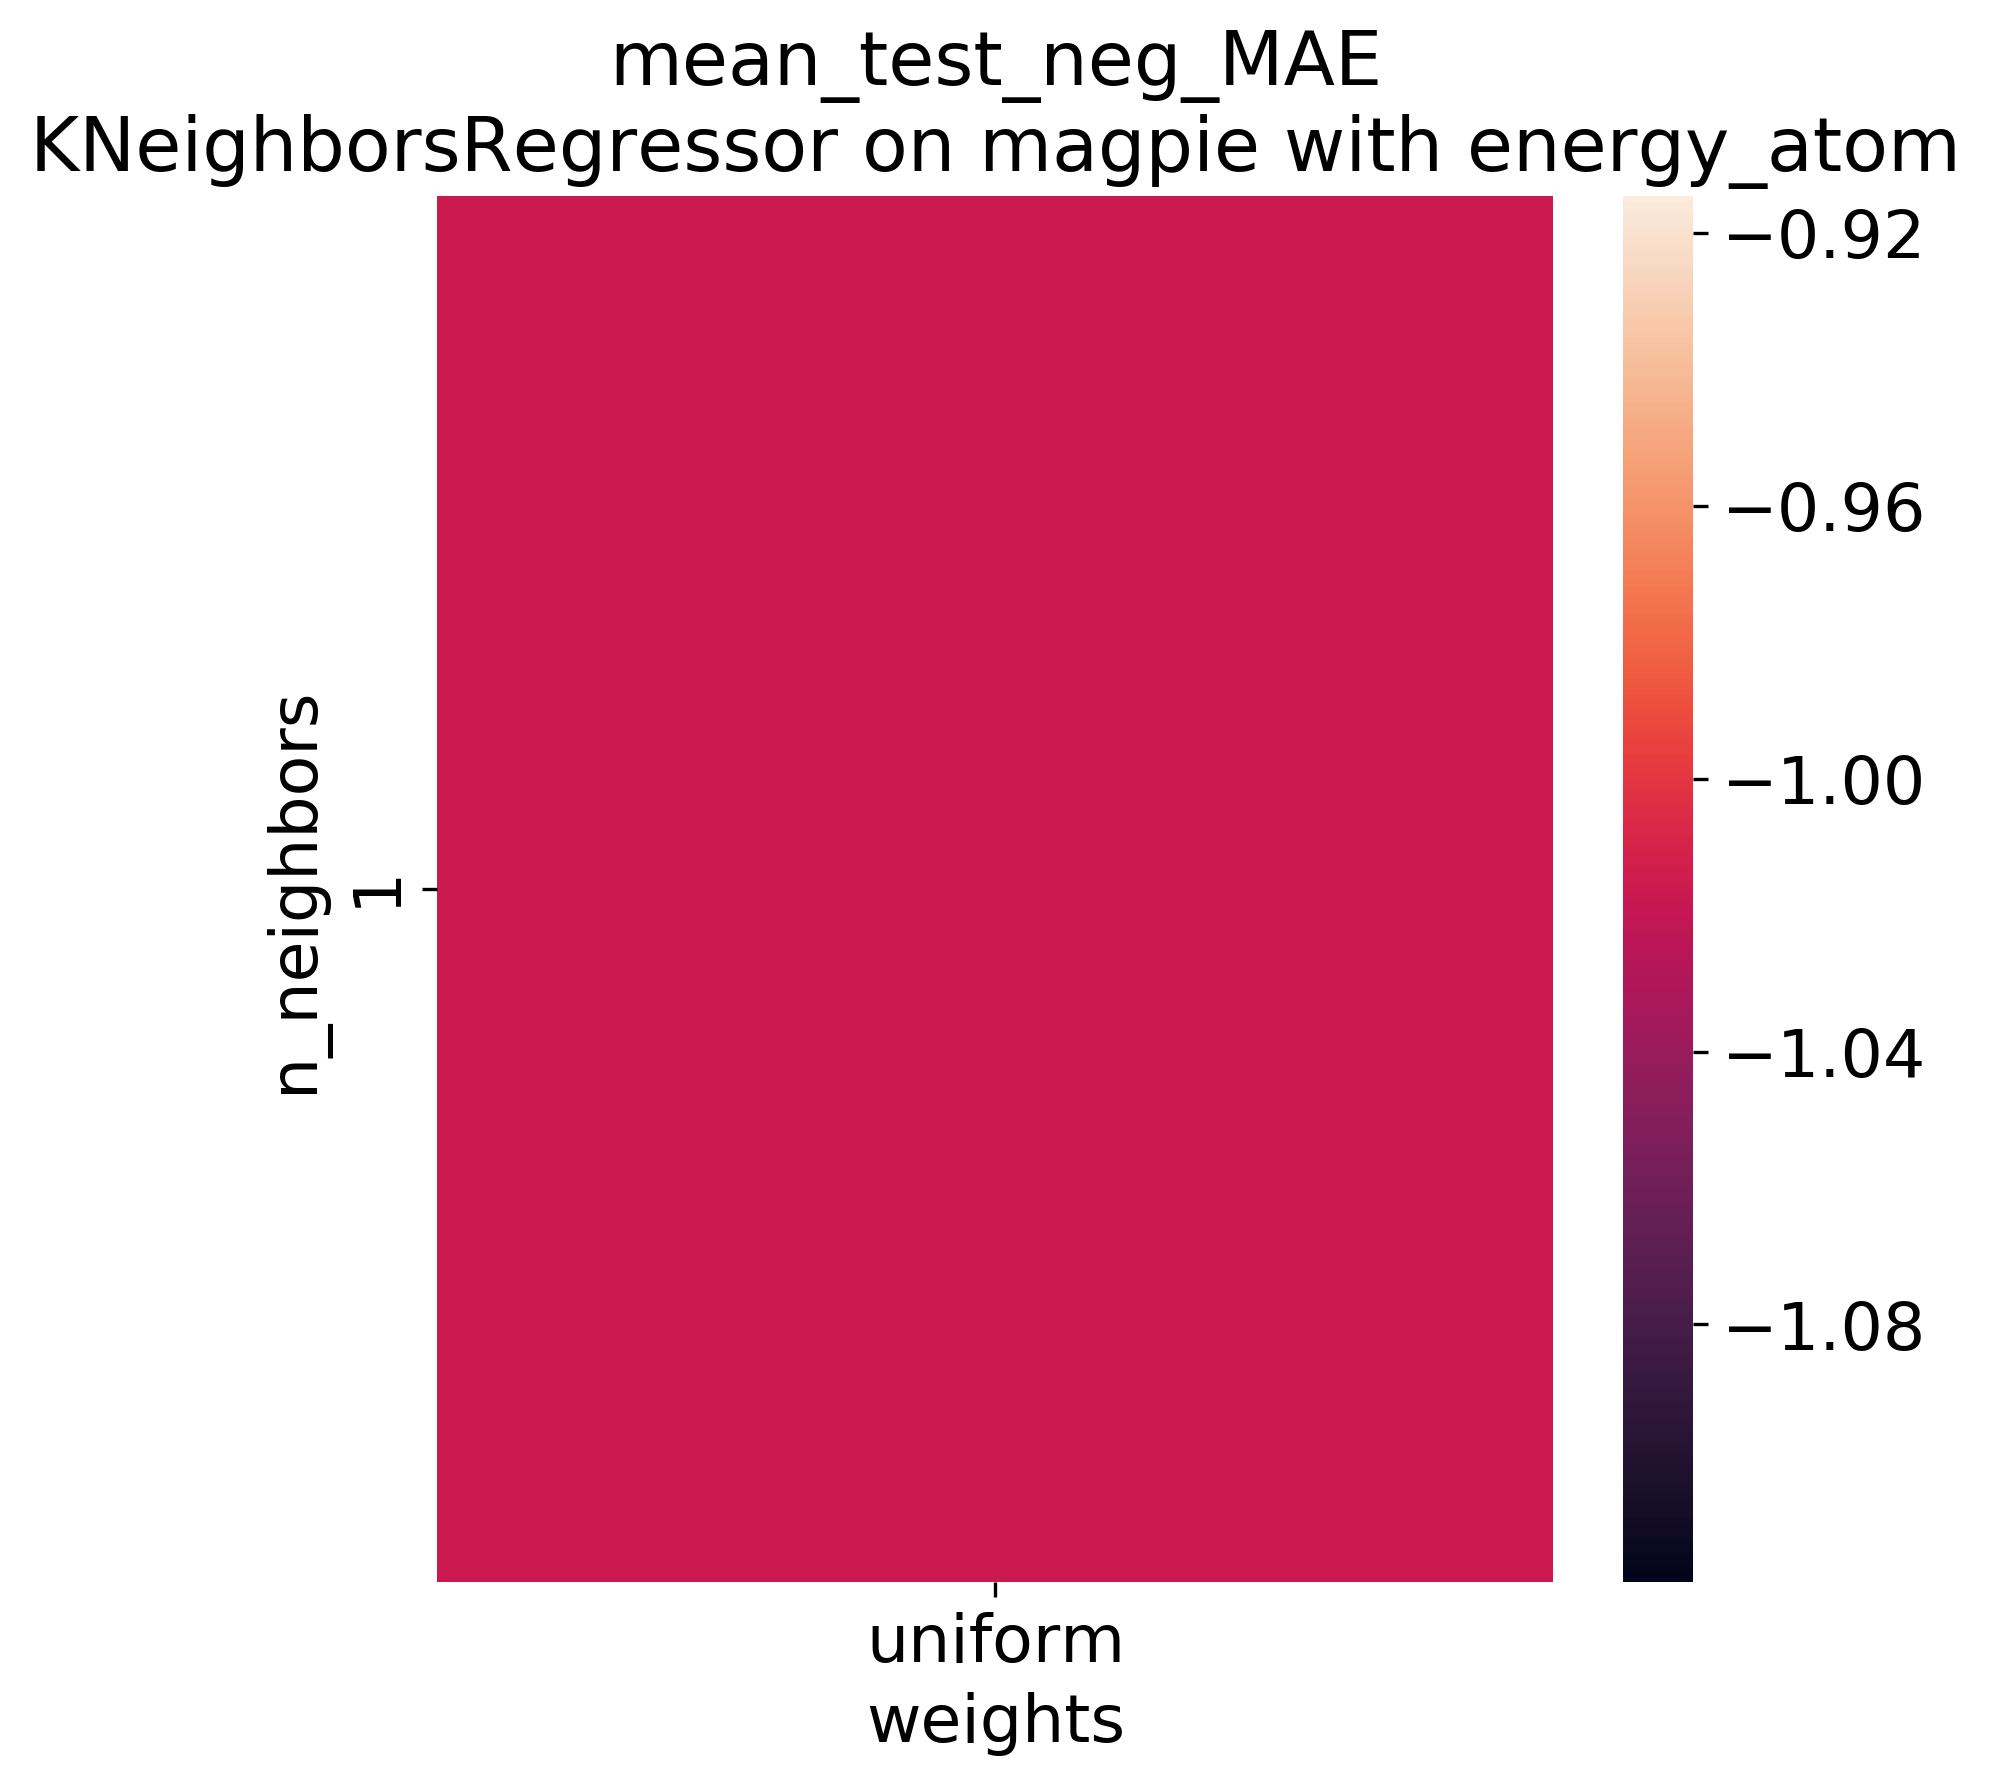 mean_test_neg_MAE
KNeighborsRegressor on magpie with energy_atom
n_neighbors
1
−0.92
−0.96
−1.00
−1.04
−1.08
uniform
weights